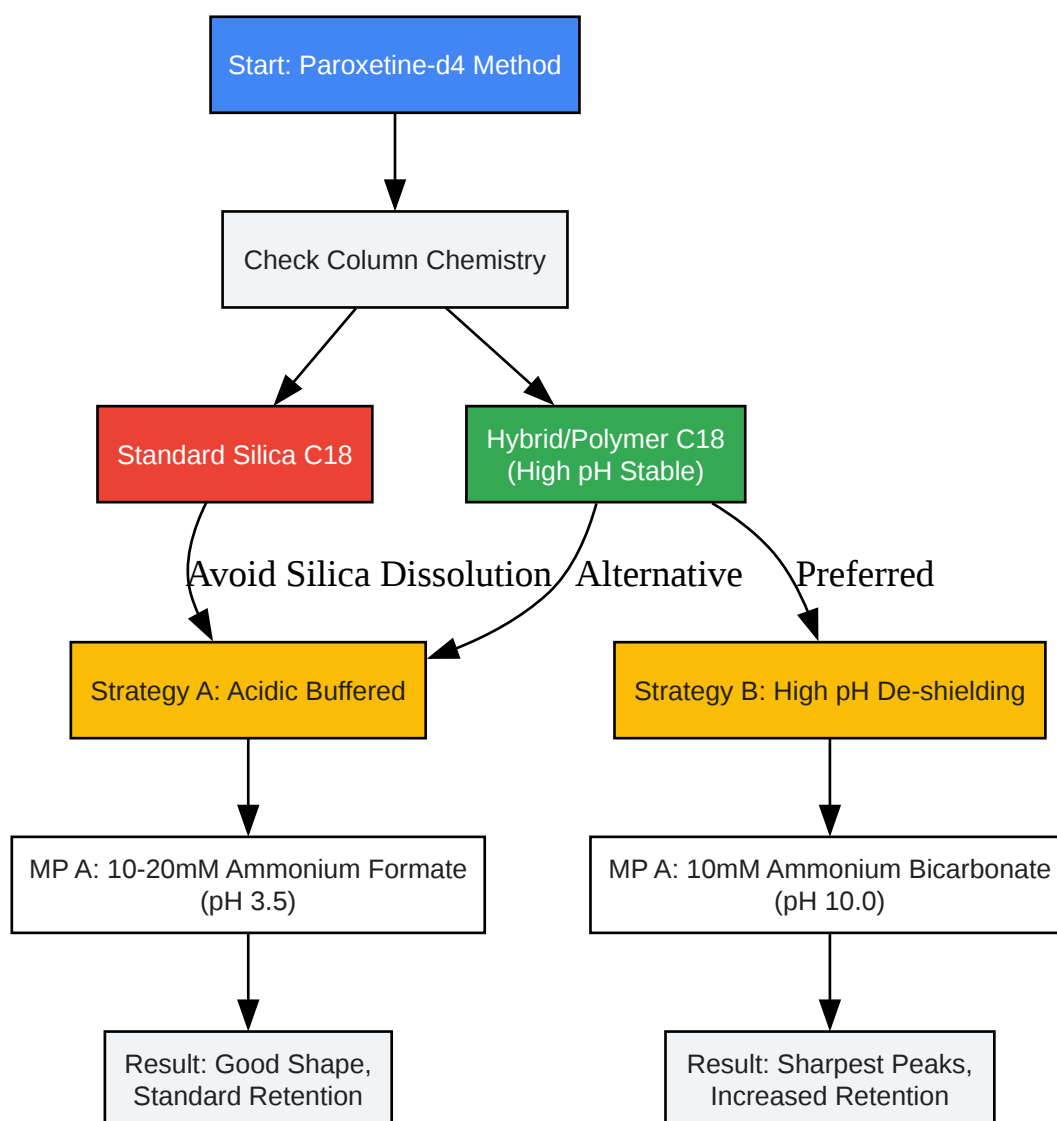 Start: Paroxetine-d4 Method
Check Column Chemistry
Standard Silica C18
Hybrid/Polymer C18
(High pH Stable)
Avoid Silica Dissolution
Alternative
Preferred
Strategy A: Acidic Buffered
Strategy B: High pH De-shielding
MP A: 10-20mM Ammonium Formate
(pH 3.5)
MP A: 10mM Ammonium Bicarbonate
(pH 10.0)
Result: Good Shape,
Standard Retention
Result: Sharpest Peaks,
Increased Retention